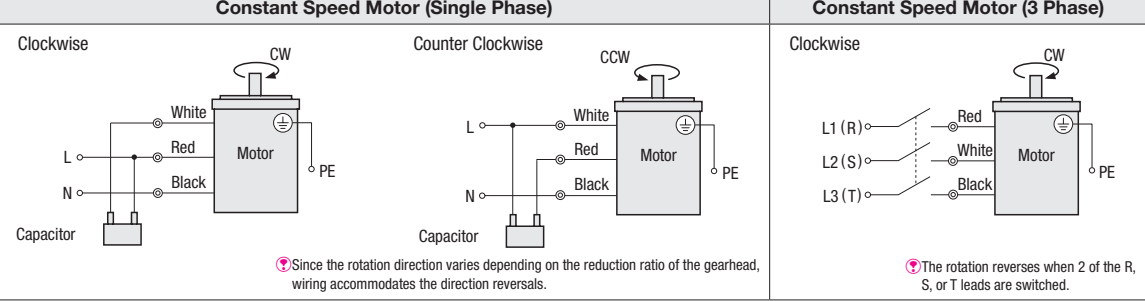 Constant Speed Motor (Single Phase)
Constant Speed Motor (3 Phase)
Clockwise
CW
White
Red
Black
L
N
Motor
PE
Capacitor
Counter Clockwise
CCW
White
Red
Black
L
N
Motor
PE
Capacitor
Since the rotation direction varies depending on the reduction ratio of the gearhead,
wiring accommodates the direction reversals.
Clockwise
CW
L1 (R)
Red
L2 (S)
White
L3 (T)
Black
Motor
PE
The rotation reverses when 2 of the R,
S, or T leads are switched.